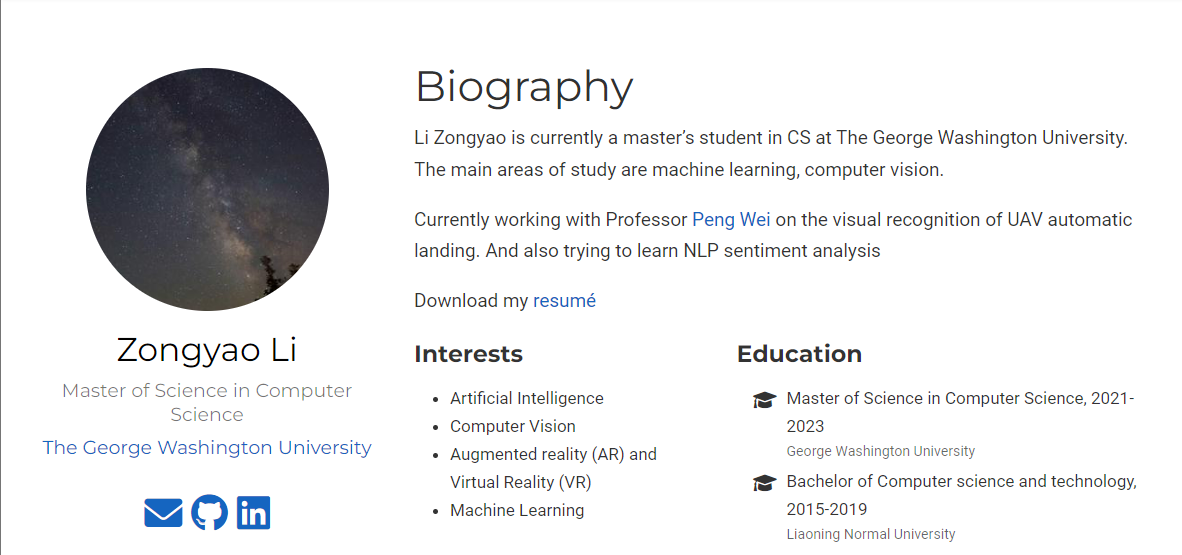 Biography
Li Zongyao is currently a master’s student in CS at The George Washington University.
The main areas of study are machine learning, computer vision.
Currently working with Professor Peng Wei on the visual recognition of UAV automatic
landing. And also trying to learn NLP sentiment analysis
Download my resumé
Zongyao Li
Master of Science in Computer
Science
The George Washington University
Interests
Artificial Intelligence
Computer Vision
Augmented reality (AR) and
Virtual Reality (VR)
Machine Learning
Education
Master of Science in Computer Science, 2021-
2023
George Washington University
Bachelor of Computer science and technology,
2015-2019
Liaoning Normal University